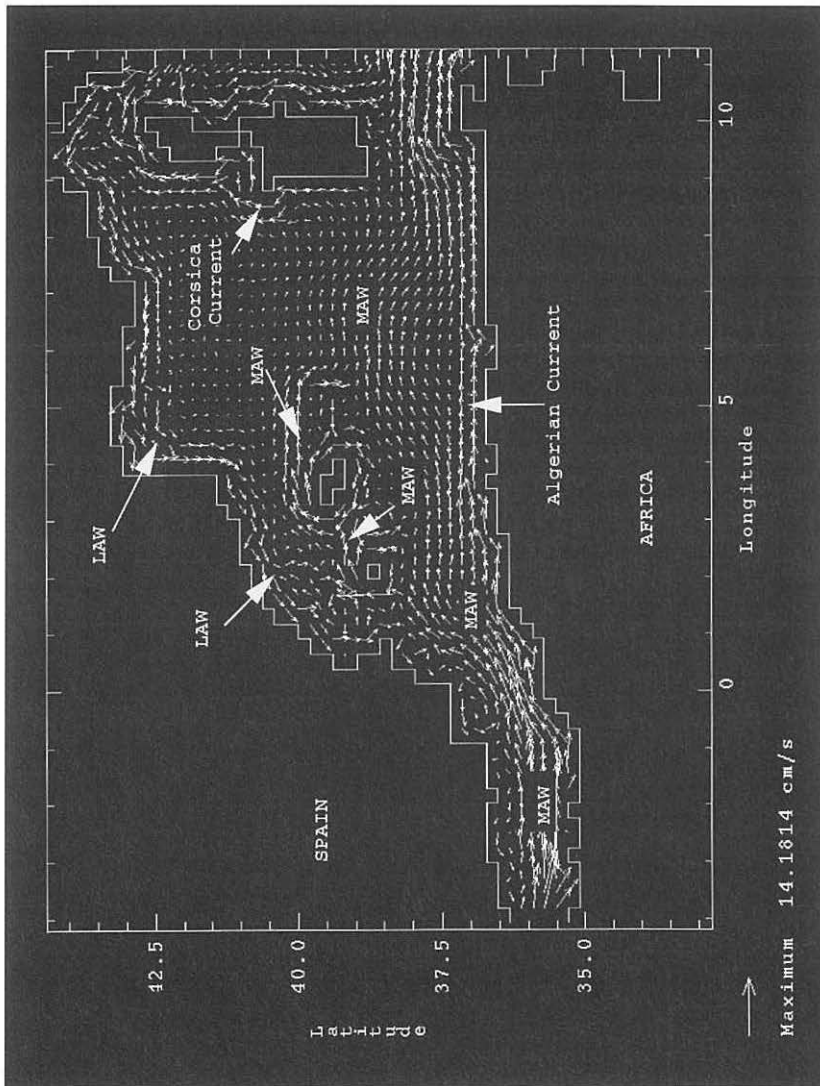 Latitude
42.5
40.0
37.5
35.0
LAW
LAW
MAW
Corsica
Current
MAW
MAW
MAW
MAW
SPAIN
Algerian Current
AFRICA
0
5
10
Longitude
Maximum 14.1814 cm/s